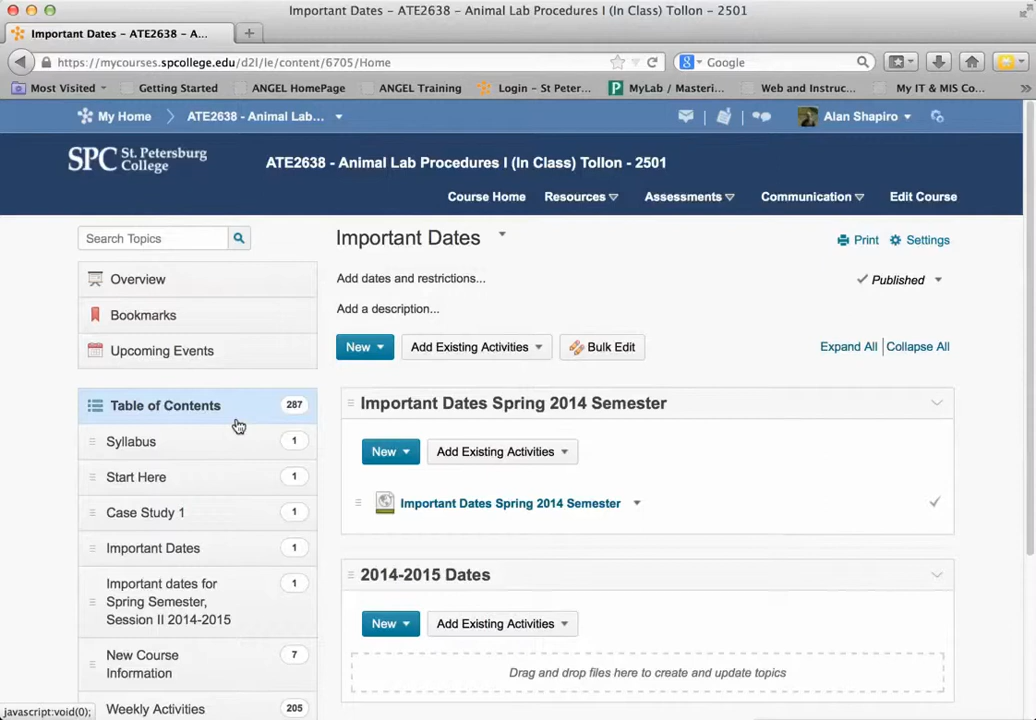 Important Dates - ATE2638 - Animal Lab Procedures I (In Class) Tollon - 2501
Important Dates - ATE2638 - A...
https://mycourses.spcollege.edu/d2l/le/content/6705/Home
Google
Most Visited
Getting Started
ANGEL HomePage
ANGEL Training
Login - St Peter...
MyLab / Masteri...
Web and Instruc...
My IT & MIS Co...
My Home
ATE2638 - Animal Lab...
Alan Shapiro
SPC St. Petersburg College
ATE2638 - Animal Lab Procedures I (In Class) Tollon - 2501
Course Home
Resources
Assessments
Communication
Edit Course
Search Topics
Important Dates
Print
Settings
Overview
Add dates and restrictions...
Published
Bookmarks
Add a description...
Upcoming Events
New
Add Existing Activities
Bulk Edit
Expand All
Collapse All
Table of Contents 287
Important Dates Spring 2014 Semester
Syllabus 1
New
Add Existing Activities
Start Here 1
Important Dates Spring 2014 Semester
Case Study 1 1
Important Dates 1
2014-2015 Dates
Important dates for 1
Spring Semester,
Session II 2014-2015
New
Add Existing Activities
New Course 7
Information
Drag and drop files here to create and update topics
Weekly Activities 205
javascript:void(0);